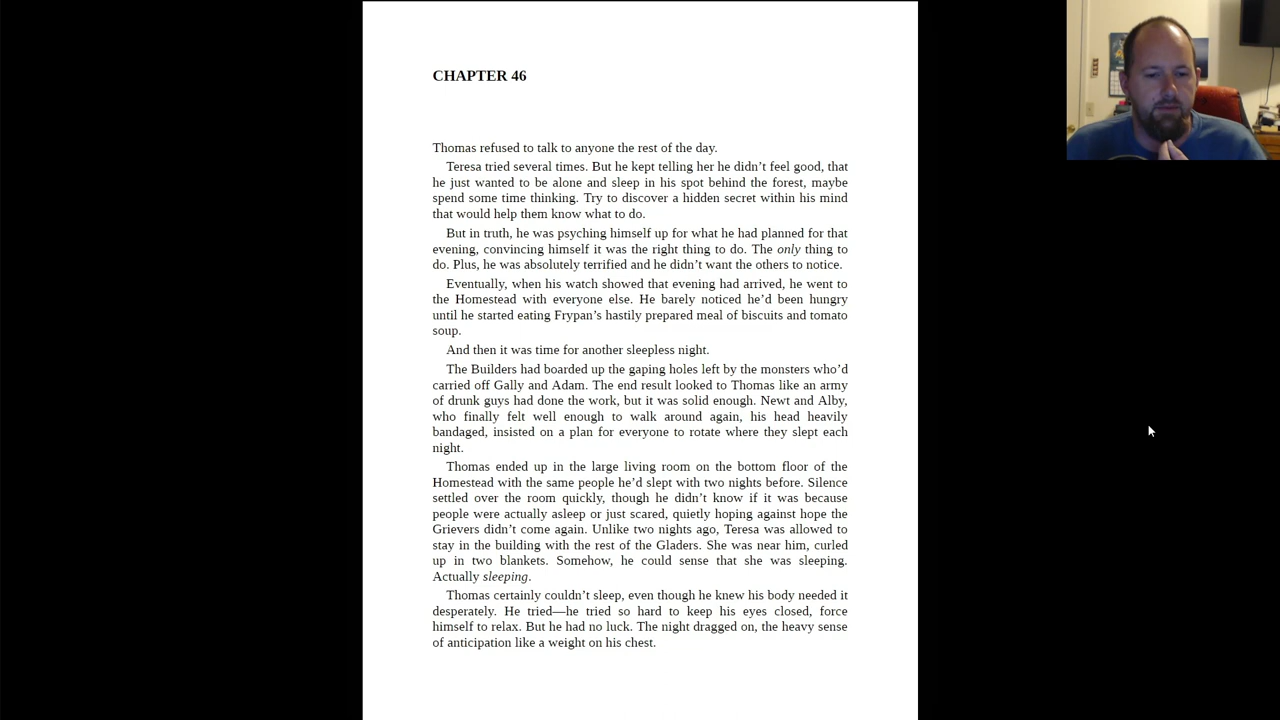 CHAPTER 46
Thomas refused to talk to anyone the rest of the day.
Teresa tried several times. But he kept telling her he didn’t feel good, that
he just wanted to be alone and sleep in his spot behind the forest, maybe
spend some time thinking. Try to discover a hidden secret within his mind
that would help them know what to do.
But in truth, he was psyching himself up for what he had planned for that
evening, convincing himself it was the right thing to do. The only thing to
do. Plus, he was absolutely terrified and he didn’t want the others to notice.
Eventually, when his watch showed that evening had arrived, he went to
the Homestead with everyone else. He barely noticed he’d been hungry
until he started eating Frypan’s hastily prepared meal of biscuits and tomato
soup.
And then it was time for another sleepless night.
The Builders had boarded up the gaping holes left by the monsters who’d
carried off Gally and Adam. The end result looked to Thomas like an army
of drunk guys had done the work, but it was solid enough. Newt and Alby,
who finally felt well enough to walk around again, his head heavily
bandaged, insisted on a plan for everyone to rotate where they slept each
night.
Thomas ended up in the large living room on the bottom floor of the
Homestead with the same people he’d slept with two nights before. Silence
settled over the room quickly, though he didn’t know if it was because
people were actually asleep or just scared, quietly hoping against hope the
Grievers didn’t come again. Unlike two nights ago, Teresa was allowed to
stay in the building with the rest of the Gladers. She was near him, curled
up in two blankets. Somehow, he could sense that she was sleeping.
Actually sleeping.
Thomas certainly couldn’t sleep, even though he knew his body needed it
desperately. He tried—he tried so hard to keep his eyes closed, force
himself to relax. But he had no luck. The night dragged on, the heavy sense
of anticipation like a weight on his chest.